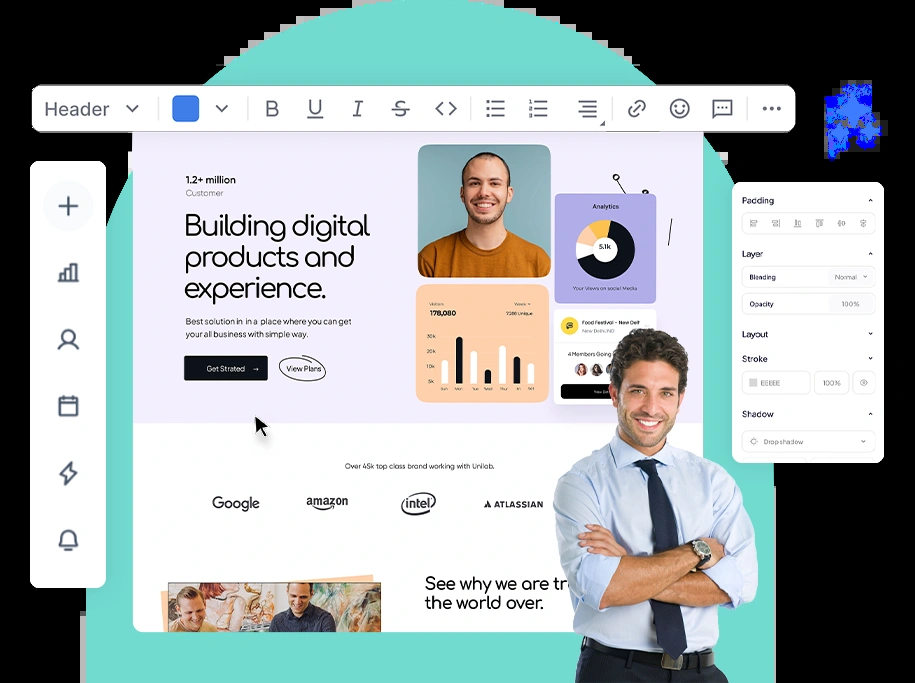 Header
B U I S
1.2+ million
Customer
Building digital
products and
experience.
Best solution in in a place where you can get
your all business with simple way.
Get Strated →
View Plans
Analytics
5.1k
Your Views on social Media
Visitors
178,080
7,088 Unique
30k
20k
10k
5k
Sun Mon Tue Wed Thu Fri Sat
Food Festival - New Delh
New Delhi,IND
4 Members Going
Over 45k top class brand working with Unilab.
Google
amazon
intel
ATLASSIAN
See why we are tr
the world over.
Padding
Layer
Blending
Normal
Opacity
100%
Layout
Stroke
EEEEEE
100%
Shadow
Drop shadow